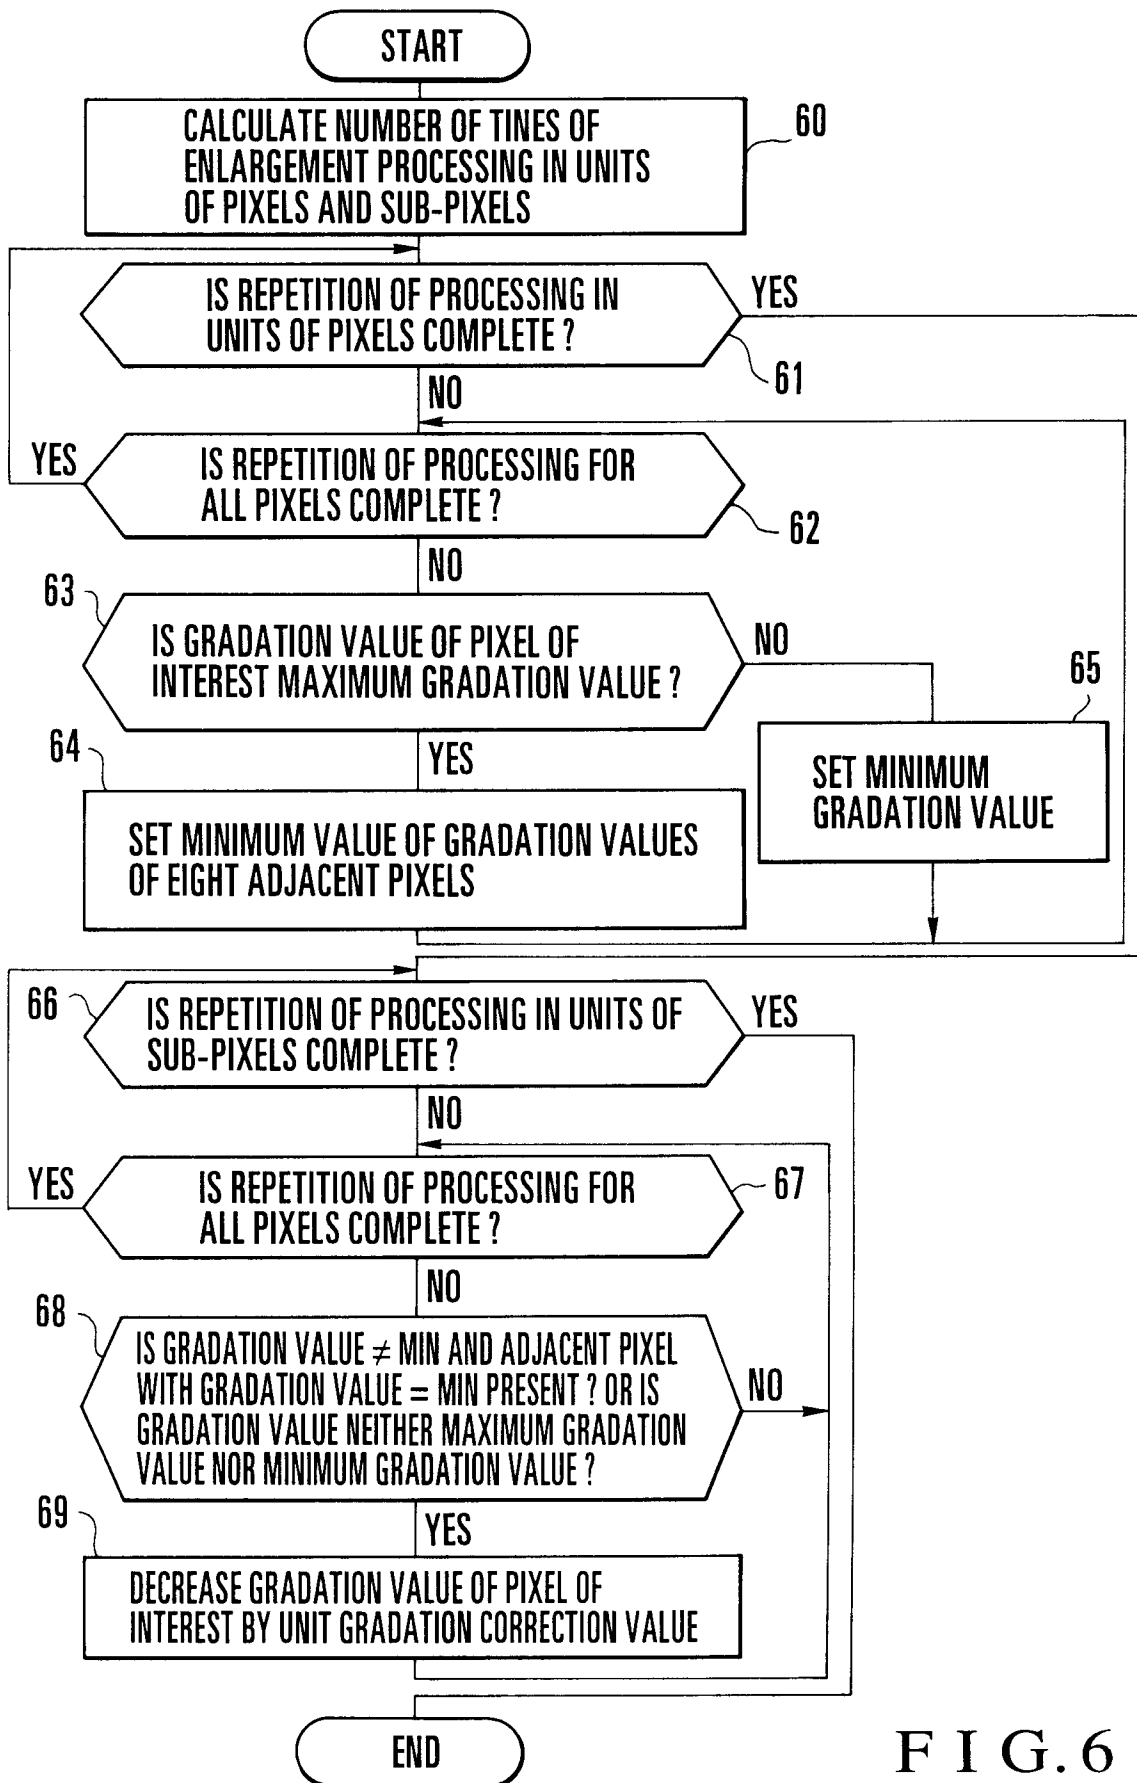 START
CALCULATE NUMBER OF TINES OF
ENLARGEMENT PROCESSING IN UNITS
OF PIXELS AND SUB-PIXELS
60
IS REPETITION OF PROCESSING IN
UNITS OF PIXELS COMPLETE ?
YES
61
NO
YES
IS REPETITION OF PROCESSING FOR
ALL PIXELS COMPLETE ?
62
NO
63
IS GRADATION VALUE OF PIXEL OF
INTEREST MAXIMUM GRADATION VALUE ?
NO
65
64
YES
SET MINIMUM
GRADATION VALUE
SET MINIMUM VALUE OF GRADATION VALUES
OF EIGHT ADJACENT PIXELS
66
IS REPETITION OF PROCESSING IN UNITS OF
SUB-PIXELS COMPLETE ?
YES
NO
YES
IS REPETITION OF PROCESSING FOR
ALL PIXELS COMPLETE ?
67
NO
68
IS GRADATION VALUE ≠ MIN AND ADJACENT PIXEL
WITH GRADATION VALUE = MIN PRESENT ? OR IS
GRADATION VALUE NEITHER MAXIMUM GRADATION
VALUE NOR MINIMUM GRADATION VALUE ?
NO
69
YES
DECREASE GRADATION VALUE OF PIXEL OF
INTEREST BY UNIT GRADATION CORRECTION VALUE
END
FIG.6